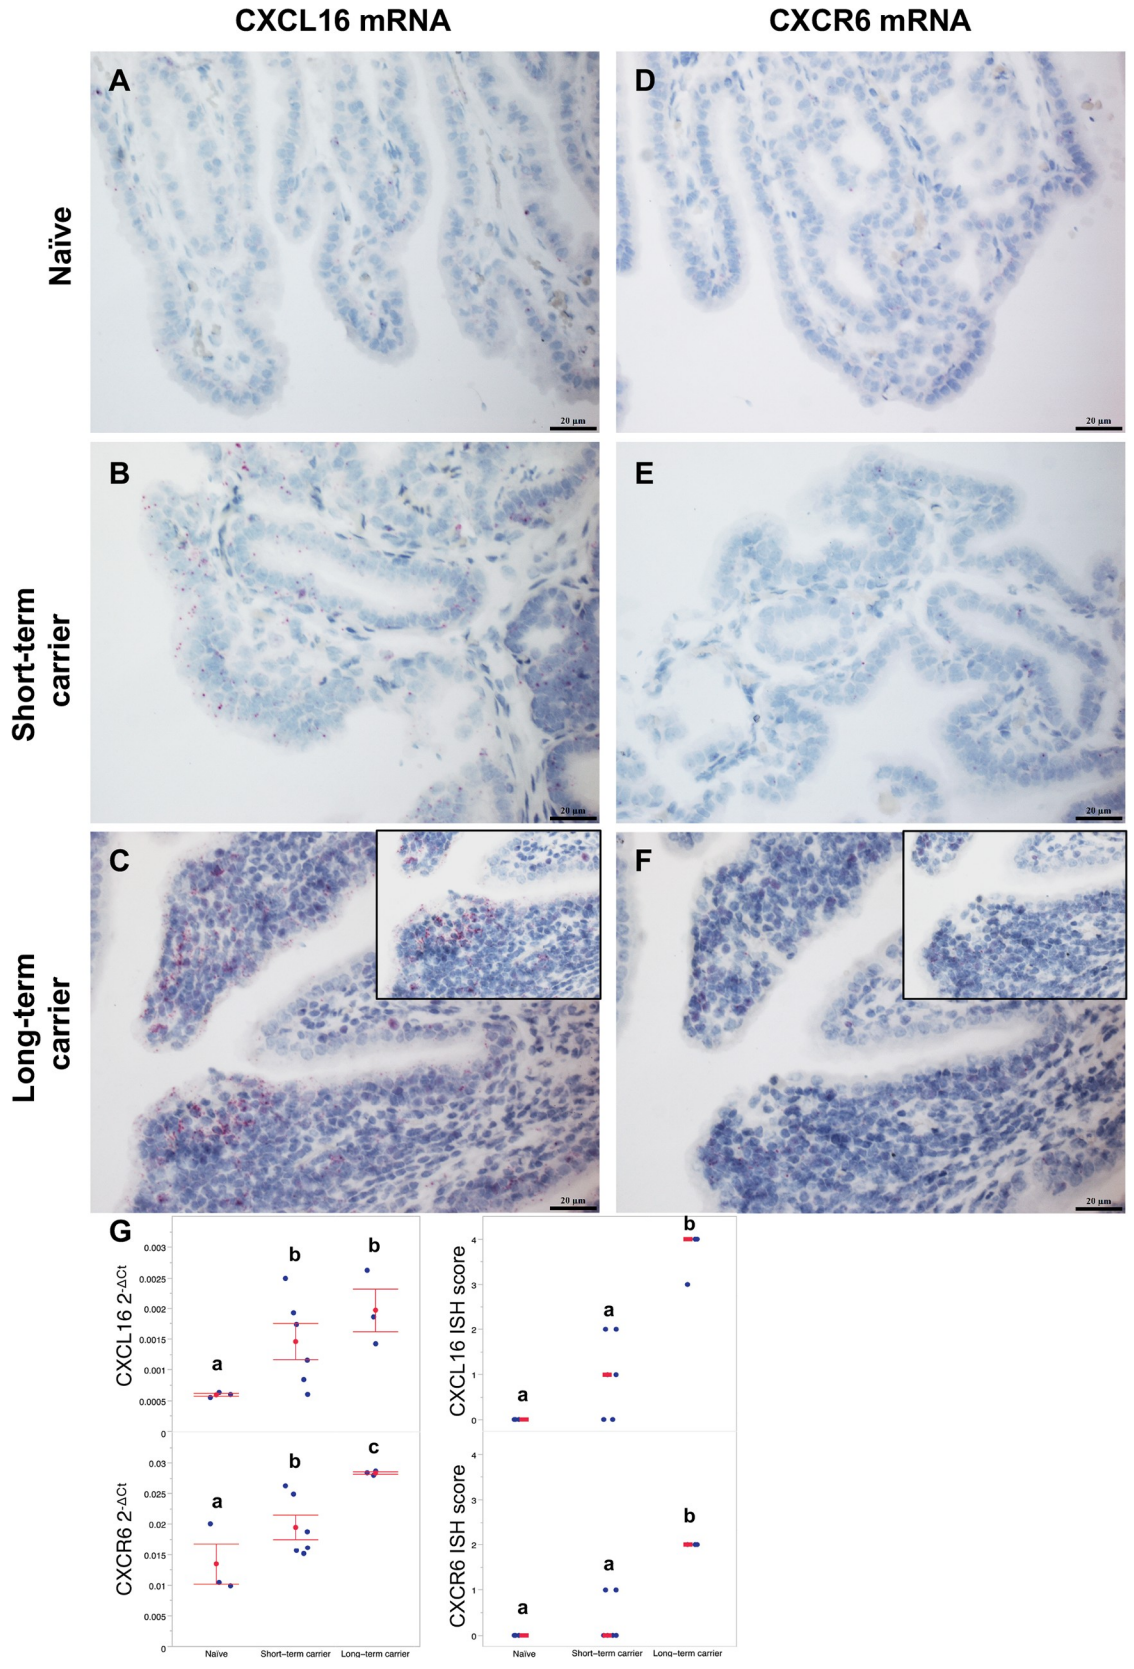 CXCL16 mRNA
CXCR6 mRNA
Naïve
A
20 µm
D
20 µm
Short-term
carrier
B
20 µm
E
20 µm
Long-term
carrier
C
20 µm
F
20 µm
G
CXCL16 2-ΔCt
0.003
0.0025
0.002
0.0015
0.001
0.0005
0
a
b
b
CXCL16 ISH score
4
3
2
1
0
a
a
b
CXCR6 2-ΔCt
0.03
0.025
0.02
0.015
0.01
0.005
0
a
b
c
Naïve
Short-term carrier
Long-term carrier
CXCR6 ISH score
4
3
2
1
0
a
a
b
Naïve
Short-term carrier
Long-term carrier